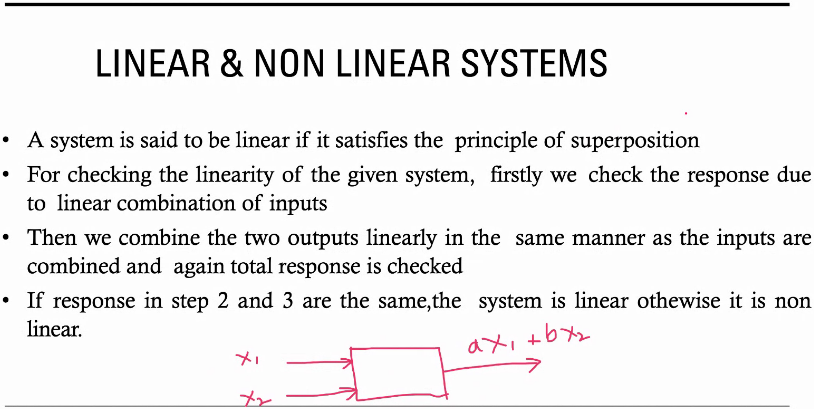 LINEAR & NON LINEAR SYSTEMS
• A system is said to be linear if it satisfies the principle of superposition
• For checking the linearity of the given system, firstly we check the response due
to linear combination of inputs
• Then we combine the two outputs linearly in the same manner as the inputs are
combined and again total response is checked
• If response in step 2 and 3 are the same,the system is linear othewise it is non
linear.
ax₁ + bx₂
x₁
x₂